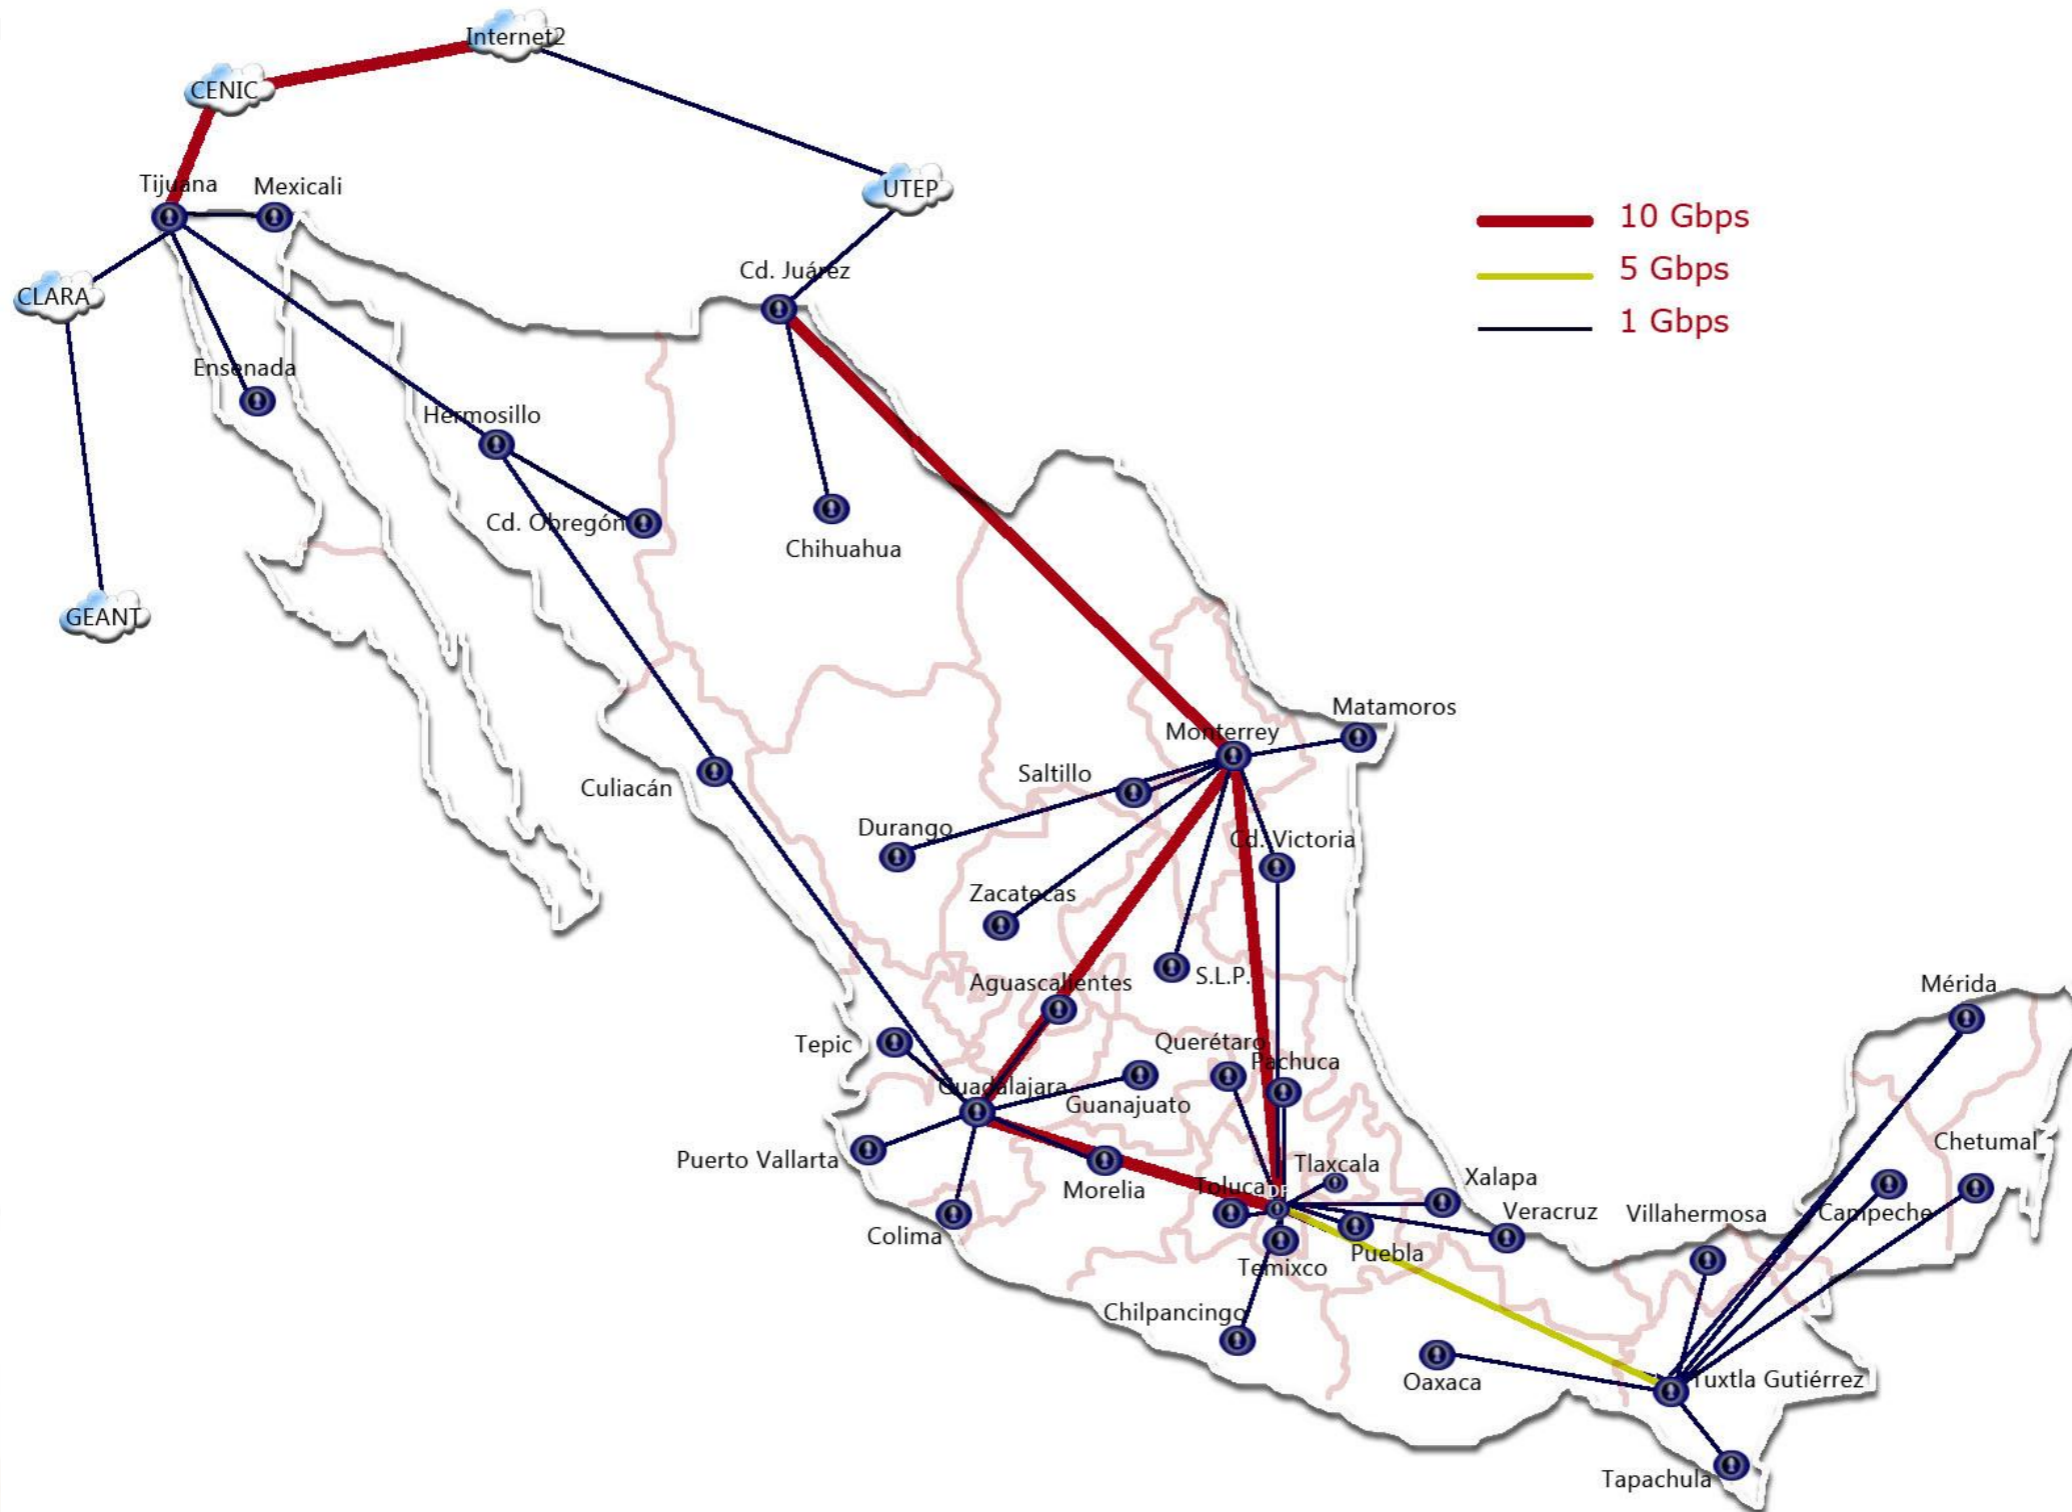 Internet2
CENIC
UTEP
Tijuana
Mexicali
10 Gbps
5 Gbps
1 Gbps
Cd. Juárez
CLARA
Ensenada
Hermosillo
Cd. Obregón
Chihuahua
GEANT
Matamoros
Monterrey
Saltillo
Culiacán
Durango
Cd. Victoria
Zacatecas
S.L.P.
Aguascalientes
Mérida
Tepic
Querétaro
Pachuca
Guadalajara
Guanajuato
Chetumal
Puerto Vallarta
Tlaxcala
Xalapa
Morelia
Toluca
DF
Veracruz
Villahermosa
Campeche
Colima
Puebla
Temixco
Chilpancingo
Oaxaca
Tuxtla Gutiérrez
Tapachula